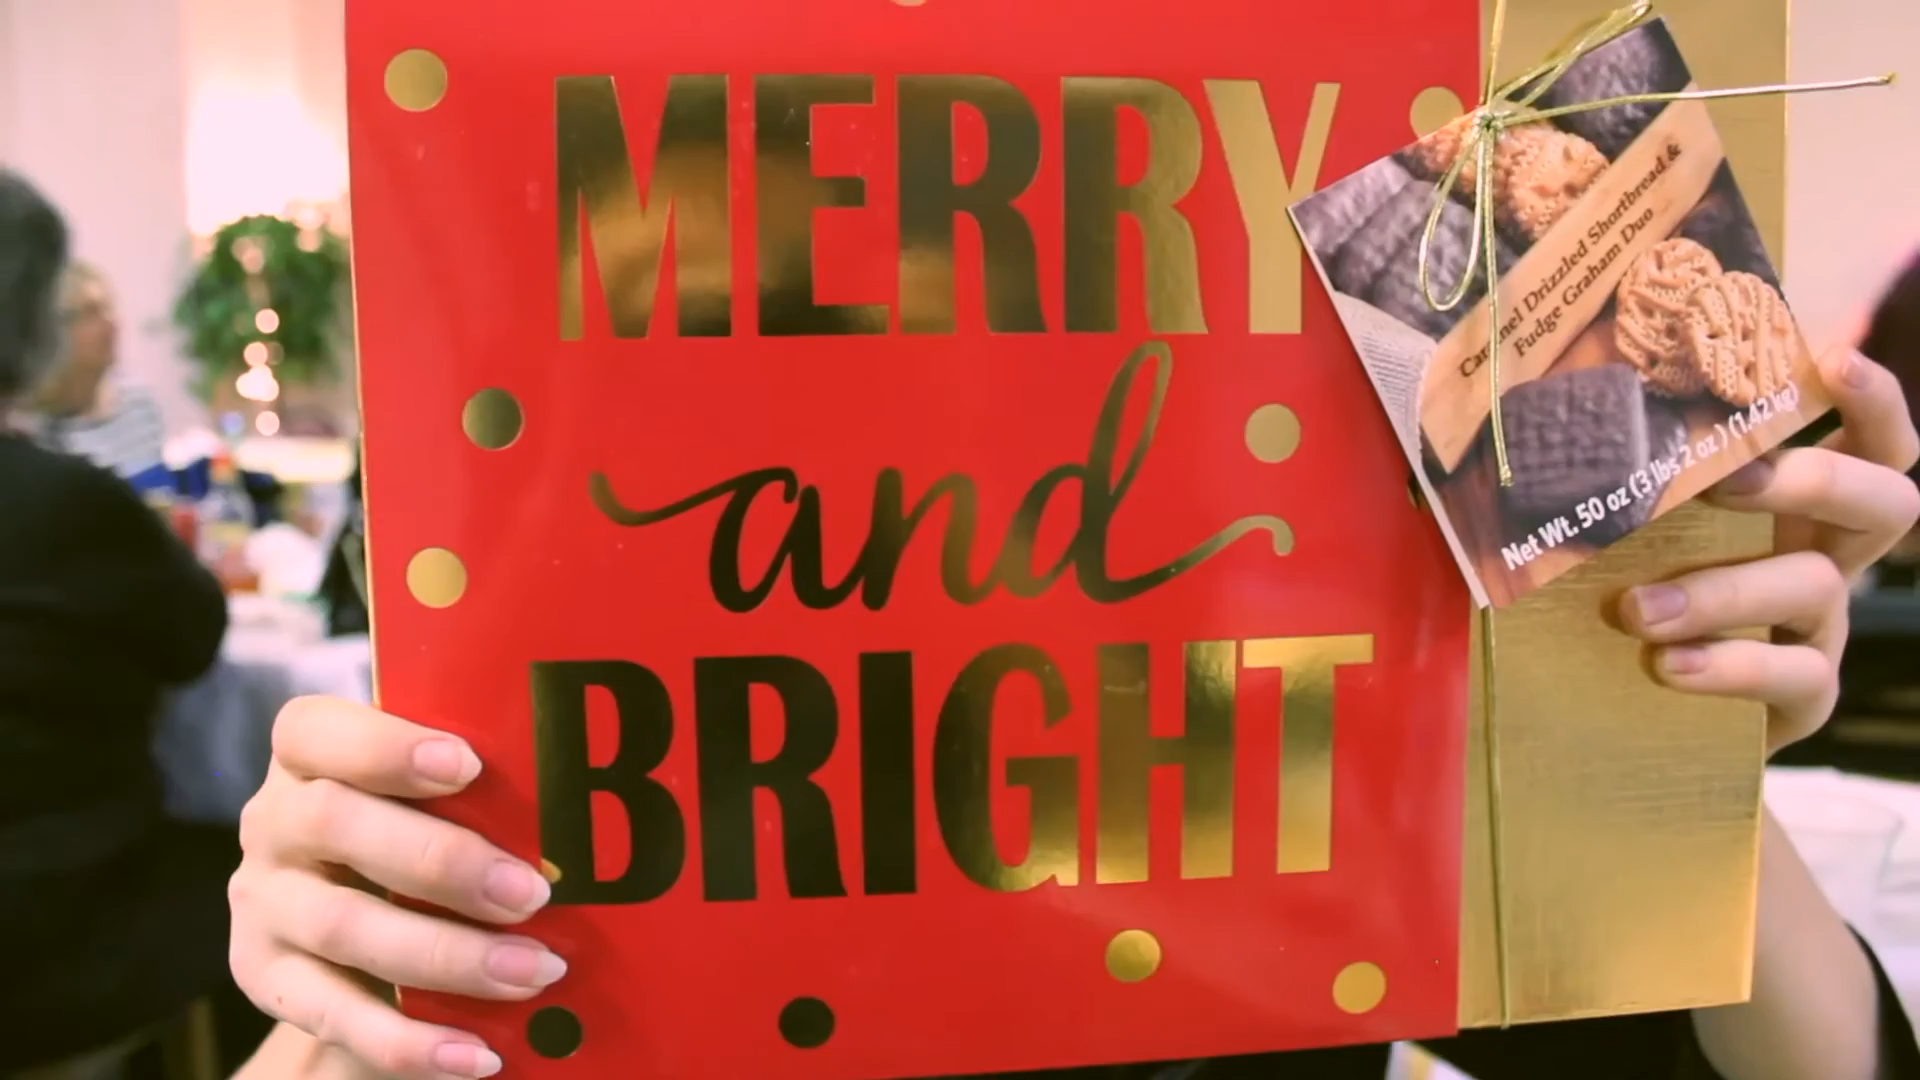 MERRY
and
BRIGHT
Caramel Drizzled Shortbread &
Fudge Graham Duo
Net Wt. 50 oz (3 lbs 2 oz ) (1.42 kg)